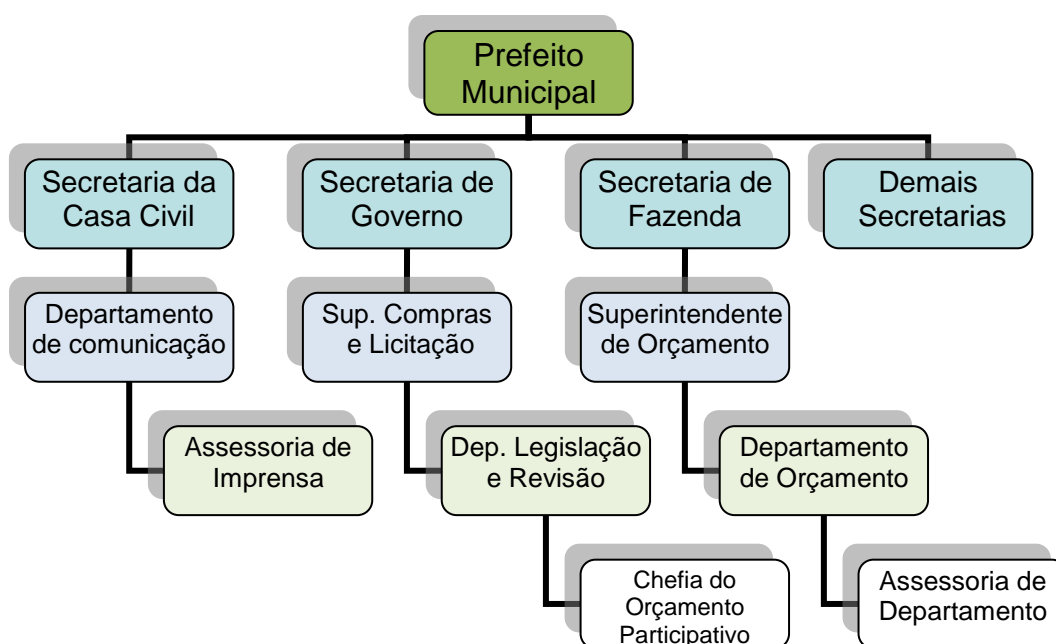 Prefeito
Municipal
Secretaria da
Casa Civil
Secretaria de
Governo
Secretaria de
Fazenda
Demais
Secretarias
Departamento
de comunicação
Sup. Compras
e Licitação
Superintendente
de Orçamento
Assessoria de
Imprensa
Dep. Legislação
e Revisão
Departamento
de Orçamento
Chefia do
Orçamento
Participativo
Assessoria de
Departamento